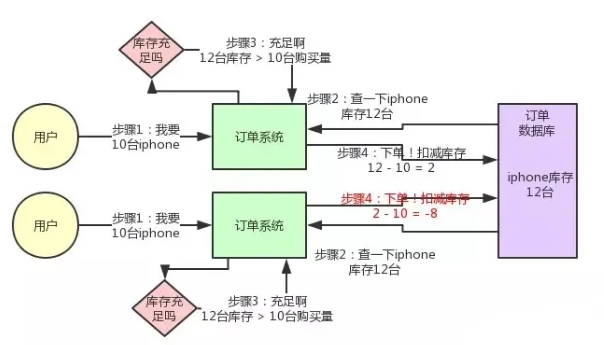 库存充
足吗
步骤3：充足啊
12台库存 > 10台购买量
步骤2：查一下iphone
库存12台
用户
步骤1：我要
10台iphone
订单系统
步骤4：下单！扣减库存
12 - 10 = 2
订单
数据库
iphone库存
12台
用户
步骤1：我要
10台iphone
订单系统
步骤4：下单！扣减库存
2 - 10 = -8
步骤2：查一下iphone
库存12台
库存充
足吗
步骤3：充足啊
12台库存 > 10台购买量